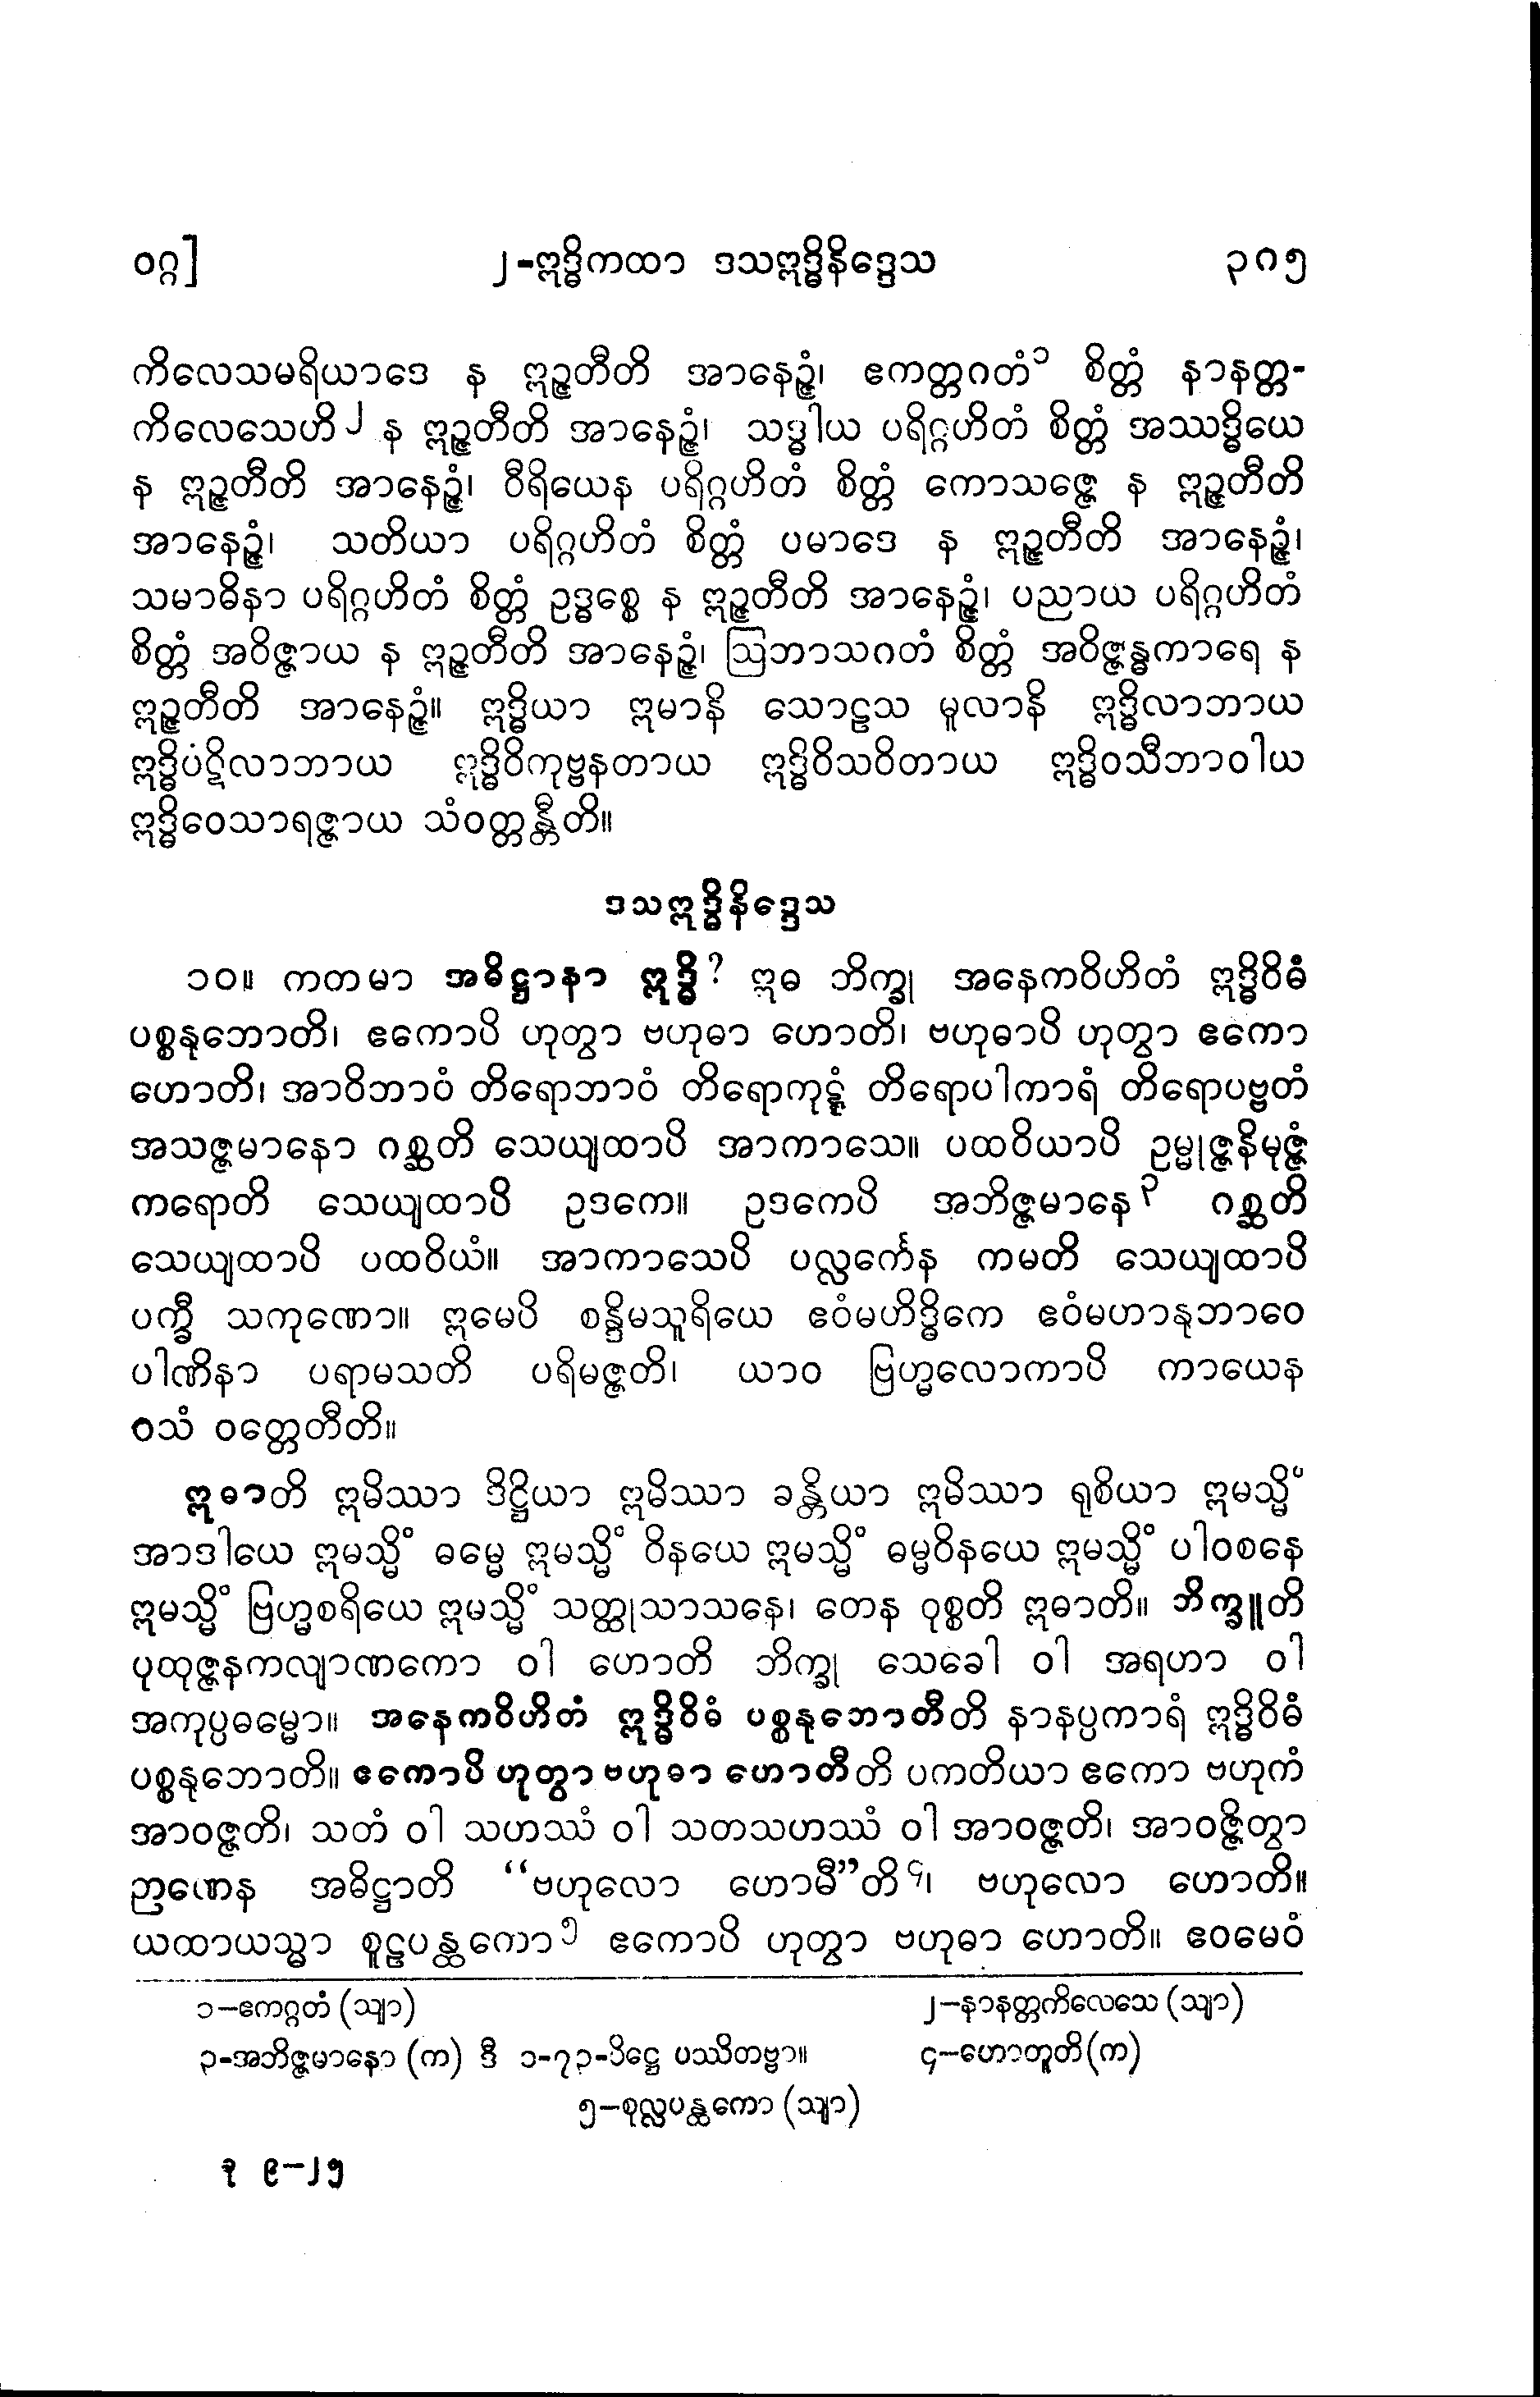 ဝဂ္ဂ] ၂-ဣဒ္ဓိကထာ ဒသဣဒ္ဓိနိဒ္ဒေသ ၃၈၅
ကိလေသမရိယာဒေ န ဣဉ္ဇတီတိ အာနေဉ္ဇံ၊ ဧကတ္တဂတံ၁ စိတ္တံ နာနတ္တ-
ကိလေသေဟိ၂ န ဣဉ္ဇတီတိ အာနေဉ္ဇံ၊ သဒ္ဓါယ ပရိဂ္ဂဟိတံ စိတ္တံ အဿဒ္ဓိယေ
န ဣဉ္ဇတီတိ အာနေဉ္ဇံ၊ ဝီရိယေန ပရိဂ္ဂဟိတံ စိတ္တံ ကောသဇ္ဇေ န ဣဉ္ဇတီတိ
အာနေဉ္ဇံ၊ သတိယာ ပရိဂ္ဂဟိတံ စိတ္တံ ပမာဒေ န ဣဉ္ဇတီတိ အာနေဉ္ဇံ၊
သမာဓိနာ ပရိဂ္ဂဟိတံ စိတ္တံ ဥဒ္ဓစ္စေ န ဣဉ္ဇတီတိ အာနေဉ္ဇံ၊ ပညာယ ပရိဂ္ဂဟိတံ
စိတ္တံ အဝိဇ္ဇာယ န ဣဉ္ဇတီတိ အာနေဉ္ဇံ၊ ဩဘာသဂတံ စိတ္တံ အဝိဇ္ဇန္ဓကာရေ န
ဣဉ္ဇတီတိ အာနေဉ္ဇံ။ ဣဒ္ဓိယာ ဣမာနိ သောဠသ မူလာနိ ဣဒ္ဓိလာဘာယ
ဣဒ္ဓိပဋိလာဘာယ ဣဒ္ဓိဝိကုဗ္ဗနတာယ ဣဒ္ဓိဝိသဝိတာယ ဣဒ္ဓိဝသီဘာဝါယ
ဣဒ္ဓိဝေသာရဇ္ဇာယ သံဝတ္တန္တီတိ။
ဒသဣဒ္ဓိနိဒ္ဒေသ
၁၀။ ကတမာ အဓိဋ္ဌာနာ ဣဒ္ဓိ? ဣဓ ဘိက္ခု အနေကဝိဟိတံ ဣဒ္ဓိဝိဓံ
ပစ္စနုဘောတိ၊ ဧကောပိ ဟုတွာ ဗဟုဓာ ဟောတိ၊ ဗဟုဓာပိ ဟုတွာ ဧကော
ဟောတိ၊ အာဝိဘာဝံ တိရောဘာဝံ တိရောကုဋ္ဋံ တိရောပါကာရံ တိရောပဗ္ဗတံ
အသဇ္ဇမာနော ဂစ္ဆတိ သေယျထာပိ အာကာသေ။ ပထဝိယာပိ ဥမ္မုဇ္ဇနိမုဇ္ဇံ
ကရောတိ သေယျထာပိ ဥဒကေ။ ဥဒကေပိ အဘိဇ္ဇမာနေ၃ ဂစ္ဆတိ
သေယျထာပိ ပထဝိယံ။ အာကာသေပိ ပလ္လင်္ကေန ကမတိ သေယျထာပိ
ပက္ခီ သကုဏော။ ဣမေပိ စန္ဒိမသူရိယေ ဧဝံမဟိဒ္ဓိကေ ဧဝံမဟာနုဘာဝေ
ပါဏိနာ ပရာမသတိ ပရိမဇ္ဇတိ၊ ယာဝ ဗြဟ္မလောကာပိ ကာယေန
ဝသံ ဝတ္တေတီတိ။
ဣဓာတိ ဣမိဿာ ဒိဋ္ဌိယာ ဣမိဿာ ခန္တိယာ ဣမိဿာ ရုစိယာ ဣမသ္မိံ
အာဒါယေ ဣမသ္မိံ ဓမ္မေ ဣမသ္မိံ ဝိနယေ ဣမသ္မိံ ဓမ္မဝိနယေ ဣမသ္မိံ ပါဝစနေ
ဣမသ္မိံ ဗြဟ္မစရိယေ ဣမသ္မိံ သတ္ထုသာသနေ၊ တေန ဝုစ္စတိ ဣဓာတိ။ ဘိက္ခူတိ
ပုထုဇ္ဇနကလျာဏကော ဝါ ဟောတိ ဘိက္ခု သေခေါ ဝါ အရဟာ ဝါ
အကုပ္ပဓမ္မော။ အနေကဝိဟိတံ ဣဒ္ဓိဝိဓံ ပစ္စနုဘောတီတိ နာနပ္ပကာရံ ဣဒ္ဓိဝိဓံ
ပစ္စနုဘောတိ။ ဧကောပိ ဟုတွာ ဗဟုဓာ ဟောတီတိ ပကတိယာ ဧကော ဗဟုကံ
အာဝဇ္ဇတိ၊ သတံ ဝါ သဟဿံ ဝါ သတသဟဿံ ဝါ အာဝဇ္ဇတိ၊ အာဝဇ္ဇိတွာ
ဉာဏေန အဓိဋ္ဌာတိ “ဗဟုလော ဟောမီ”တိ၄၊ ဗဟုလော ဟောတိ။
ယထာယသ္မာ စူဠပန္ထကော၅ ဧကောပိ ဟုတွာ ဗဟုဓာ ဟောတိ။ ဧဝမေဝံ
၁–ဧကဂ္ဂတံ (သျာ) ၂–နာနတ္တကိလေသေ (သျာ)
၃-အဘိဇ္ဇမာနော (က) ဒီ ၁-၇၃-ပိဋ္ဌေ ပဿိတဗ္ဗာ။ ၄–ဟောတူတိ(က)
၅–စုလ္လပန္ထကော (သျာ)
ခု ၉–၂၅